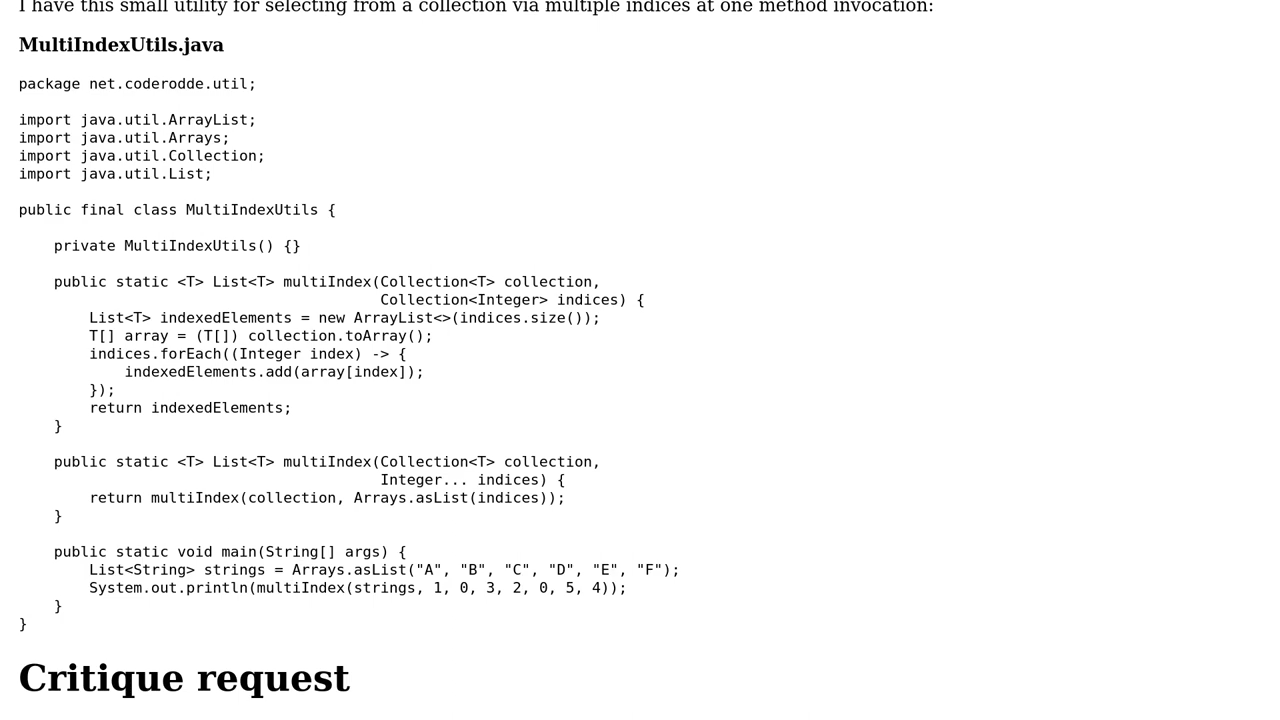 I have this small utility for selecting from a collection via multiple indices at one method invocation:
MultiIndexUtils.java
package net.coderodde.util;
import java.util.ArrayList;
import java.util.Arrays;
import java.util.Collection;
import java.util.List;
public final class MultiIndexUtils {
    private MultiIndexUtils() {}
    public static <T> List<T> multiIndex(Collection<T> collection,
                                         Collection<Integer> indices) {
        List<T> indexedElements = new ArrayList<>(indices.size());
        T[] array = (T[]) collection.toArray();
        indices.forEach((Integer index) -> {
            indexedElements.add(array[index]);
        });
        return indexedElements;
    }
    public static <T> List<T> multiIndex(Collection<T> collection,
                                         Integer... indices) {
        return multiIndex(collection, Arrays.asList(indices));
    }
    public static void main(String[] args) {
        List<String> strings = Arrays.asList("A", "B", "C", "D", "E", "F");
        System.out.println(multiIndex(strings, 1, 0, 3, 2, 0, 5, 4));
    }
}
Critique request